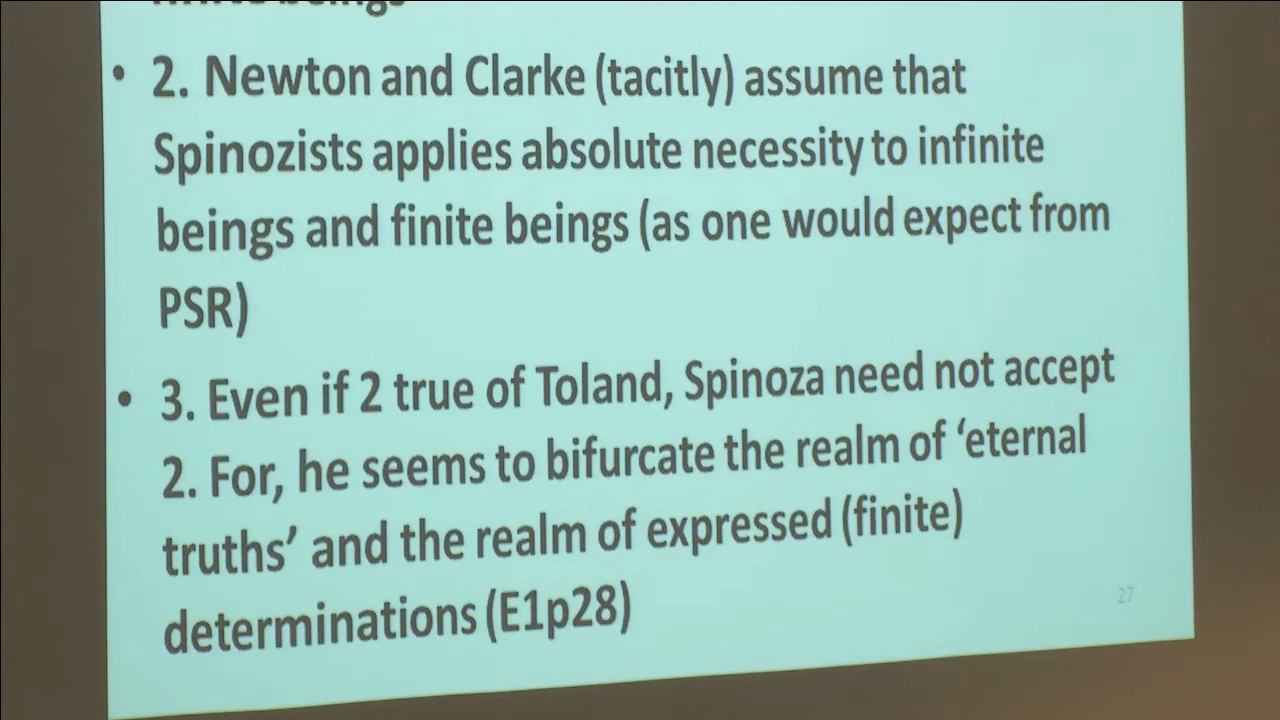 • 2. Newton and Clarke (tacitly) assume that
Spinozists applies absolute necessity to infinite
beings and finite beings (as one would expect from
PSR)
• 3. Even if 2 true of Toland, Spinoza need not accept
2. For, he seems to bifurcate the realm of ‘eternal
truths’ and the realm of expressed (finite)
determinations (E1p28)
27